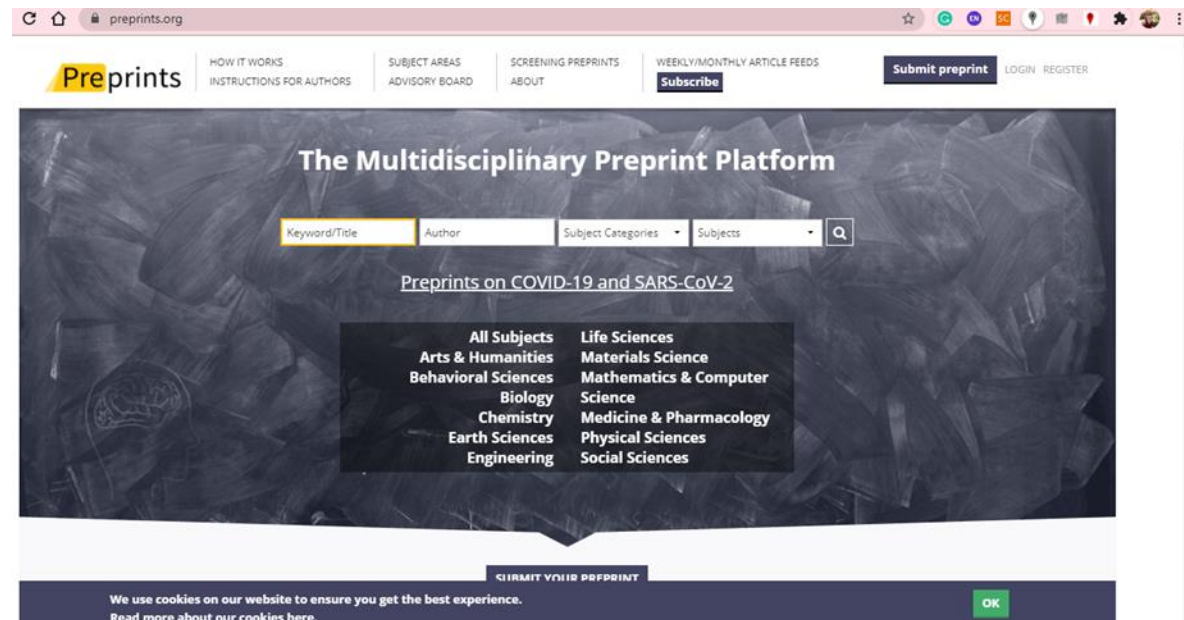 preprints.org
Preprints
HOW IT WORKS
INSTRUCTIONS FOR AUTHORS
SUBJECT AREAS
ADVISORY BOARD
SCREENING PREPRINTS
ABOUT
WEEKLY/MONTHLY ARTICLE FEEDS
Subscribe
Submit preprint LOGIN REGISTER
The Multidisciplinary Preprint Platform
Keyword/Title Author Subject Categories Subjects
Preprints on COVID-19 and SARS-CoV-2
All Subjects
Arts & Humanities
Behavioral Sciences
Biology
Chemistry
Earth Sciences
Engineering
Life Sciences
Materials Science
Mathematics & Computer
Science
Medicine & Pharmacology
Physical Sciences
Social Sciences
SUBMIT YOUR PREPRINT
We use cookies on our website to ensure you get the best experience.
Read more about our cookies here.
OK